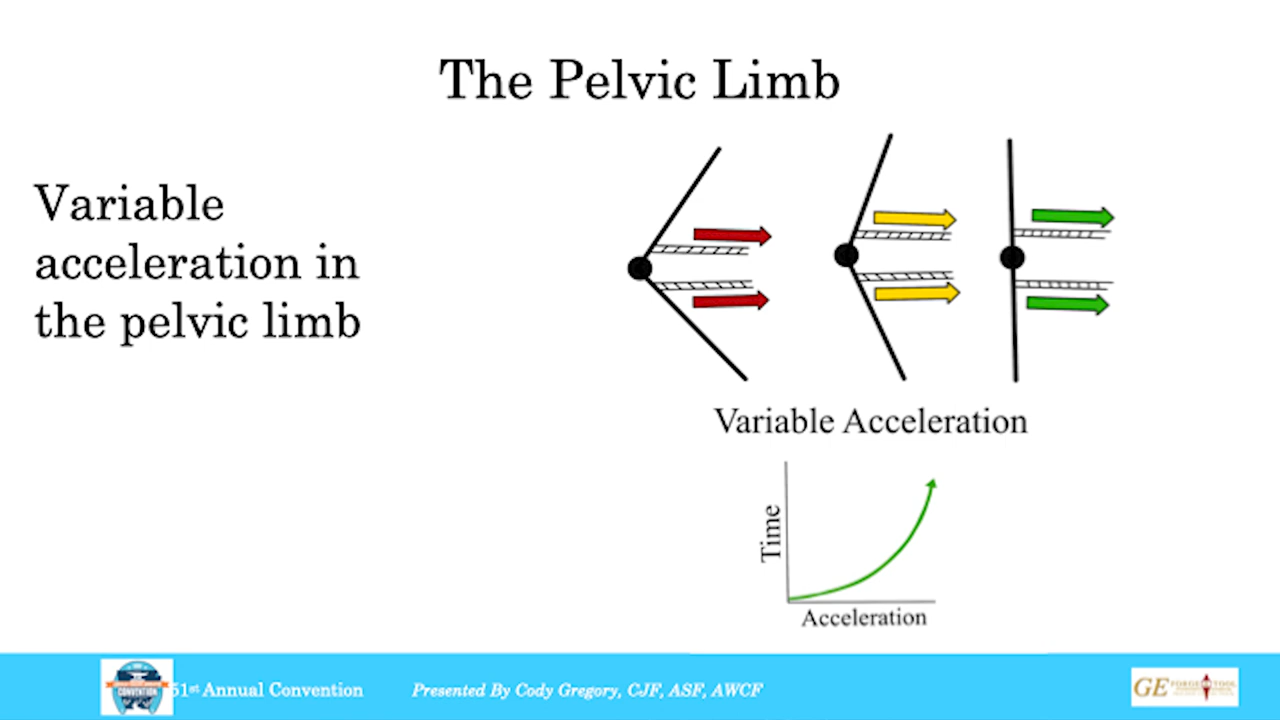 The Pelvic Limb
Variable
acceleration in
the pelvic limb
Variable Acceleration
Time
Acceleration
CONVENTION
51st Annual Convention
Presented By Cody Gregory, CJF, ASF, AWCF
GE FORGE & TOOL